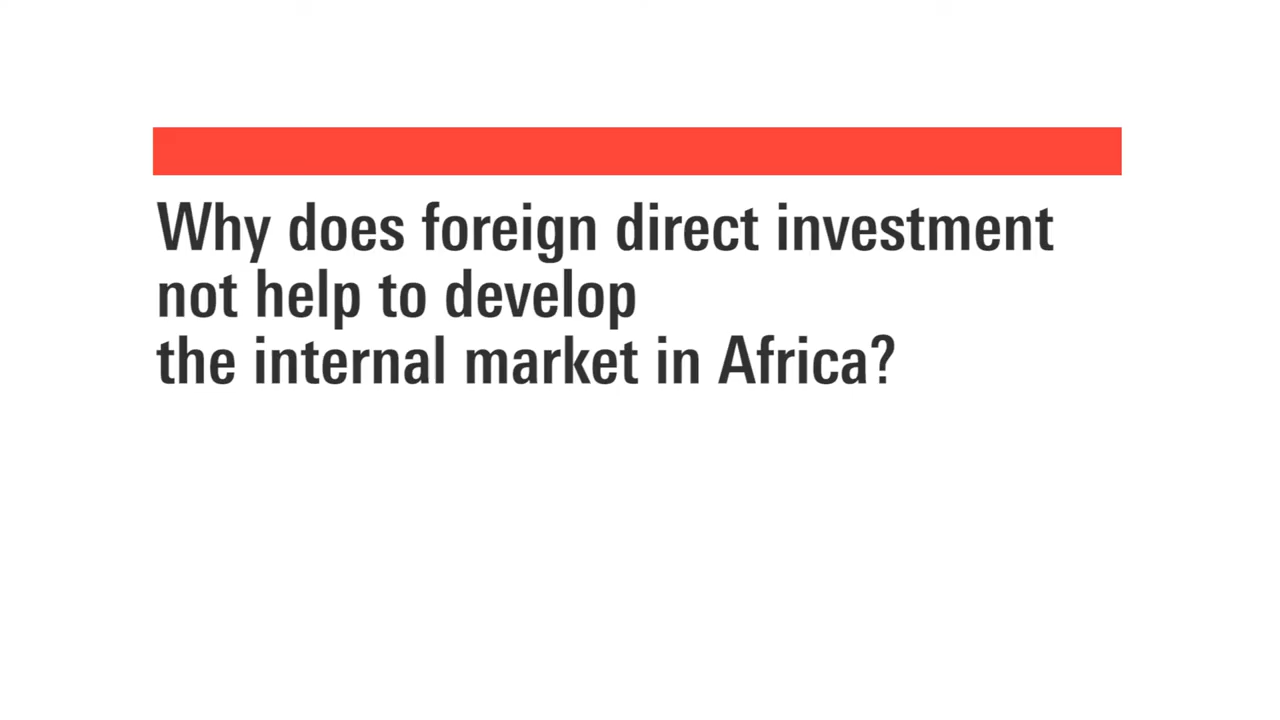 Why does foreign direct investment
not help to develop
the internal market in Africa?